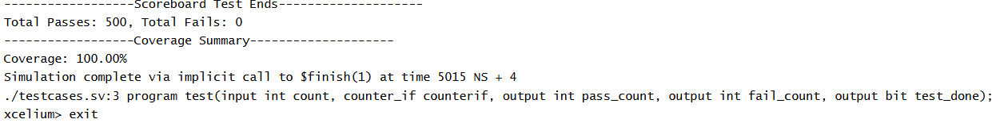 ------------------Scoreboard Test Ends--------------------
Total Passes: 500, Total Fails: 0
------------------Coverage Summary--------------------
Coverage: 100.00%
Simulation complete via implicit call to $finish(1) at time 5015 NS + 4
./testcases.sv:3 program test(input int count, counter_if counterif, output int pass_count, output int fail_count, output bit test_done);
xcelium> exit